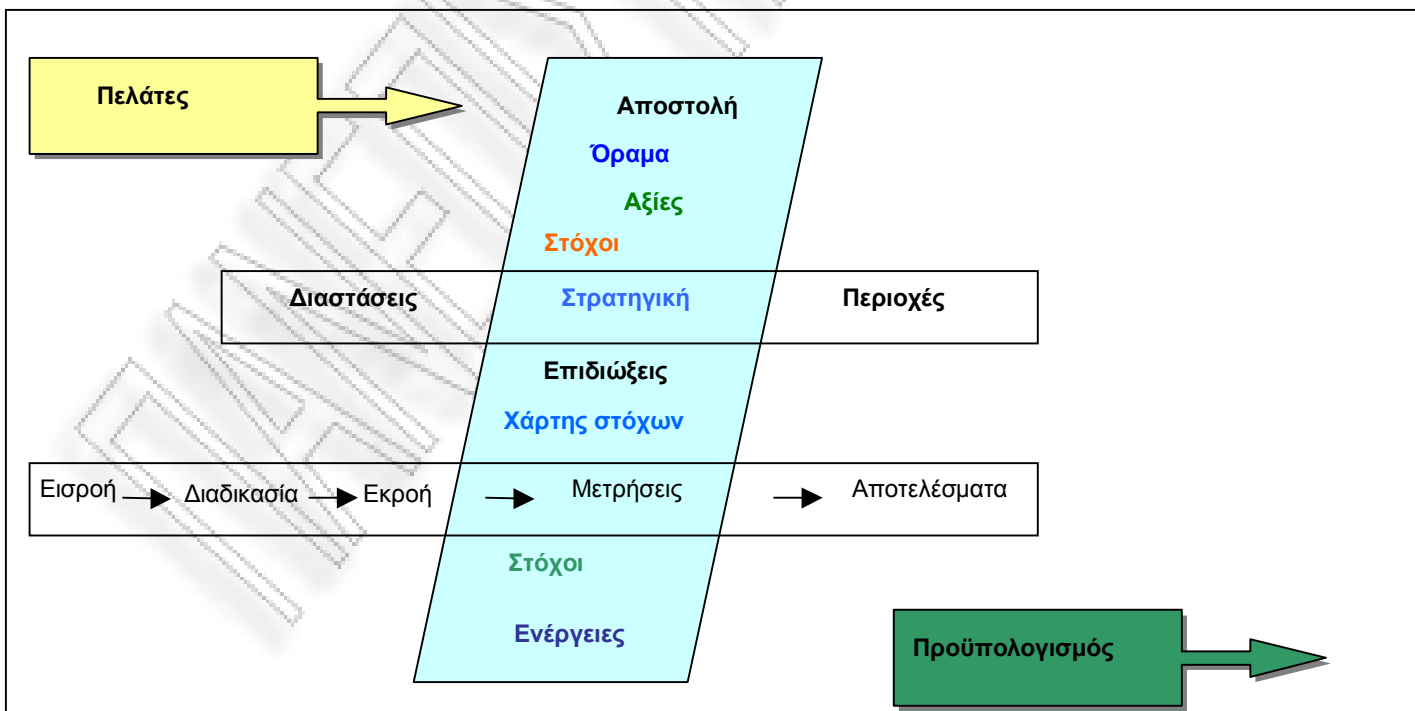 Πελάτες
Αποστολή
Όραμα
Αξίες
Στόχοι
Διαστάσεις Στρατηγική Περιοχές
Επιδιώξεις
Χάρτης στόχων
Εισροή Διαδικασία Εκροή Μετρήσεις Αποτελέσματα
Στόχοι
Ενέργειες
Προϋπολογισμός